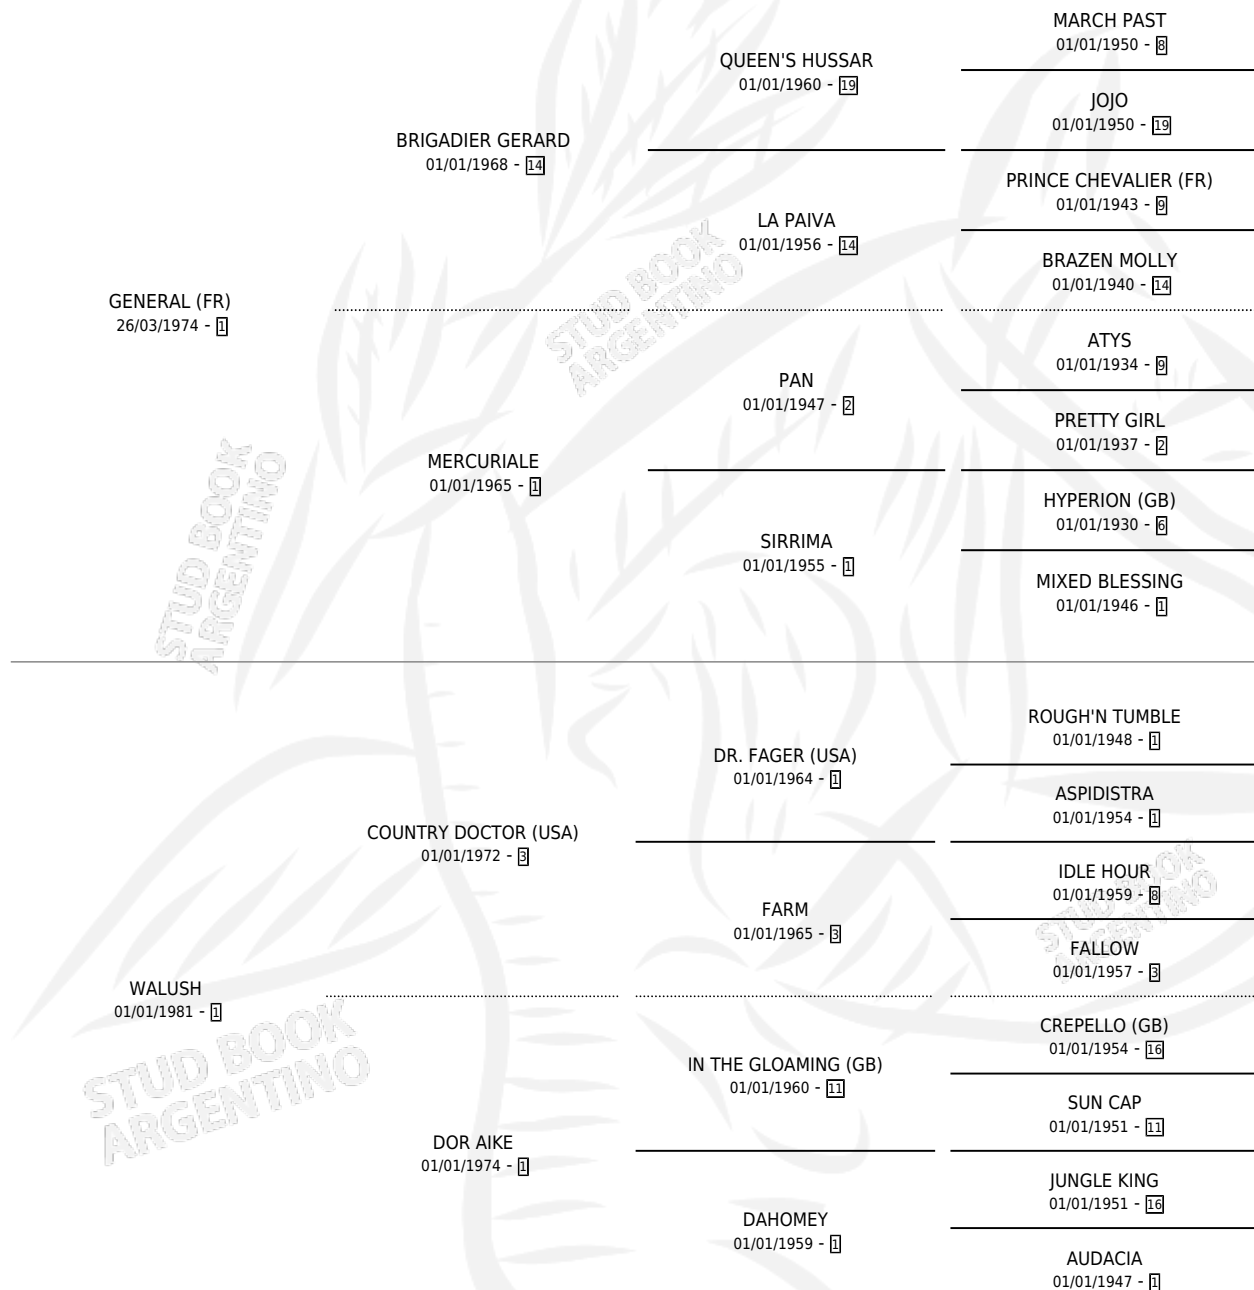 MARCH PAST
01/01/1950 - 8
QUEEN'S HUSSAR
01/01/1960 - 19
JOJO
01/01/1950 - 19
BRIGADIER GERARD
01/01/1968 - 14
PRINCE CHEVALIER (FR)
01/01/1943 - 9
LA PAIVA
01/01/1956 - 14
BRAZEN MOLLY
01/01/1940 - 14
GENERAL (FR)
26/03/1974 - 1
STUD BOOK
ARGENTINO
ATYS
01/01/1934 - 9
PAN
01/01/1947 - 2
PRETTY GIRL
01/01/1937 - 2
MERCURIALE
01/01/1965 - 1
HYPERION (GB)
01/01/1930 - 6
SIRRIMA
01/01/1955 - 1
MIXED BLESSING
01/01/1946 - 1
STUD BOOK
ARGENTINO
ROUGH'N TUMBLE
01/01/1948 - 1
DR. FAGER (USA)
01/01/1964 - 1
ASPIDISTRA
01/01/1954 - 1
COUNTRY DOCTOR (USA)
01/01/1972 - 3
IDLE HOUR
01/01/1959 - 8
FARM
01/01/1965 - 3
STUD BOOK
ARGENTINO
FALLOW
01/01/1957 - 3
WALUSH
01/01/1981 - 1
STUD BOOK
ARGENTINO
CREPELLO (GB)
01/01/1954 - 16
IN THE GLOAMING (GB)
01/01/1960 - 11
SUN CAP
01/01/1951 - 11
DOR AIKE
01/01/1974 - 1
JUNGLE KING
01/01/1951 - 16
DAHOMEY
01/01/1959 - 1
AUDACIA
01/01/1947 - 1